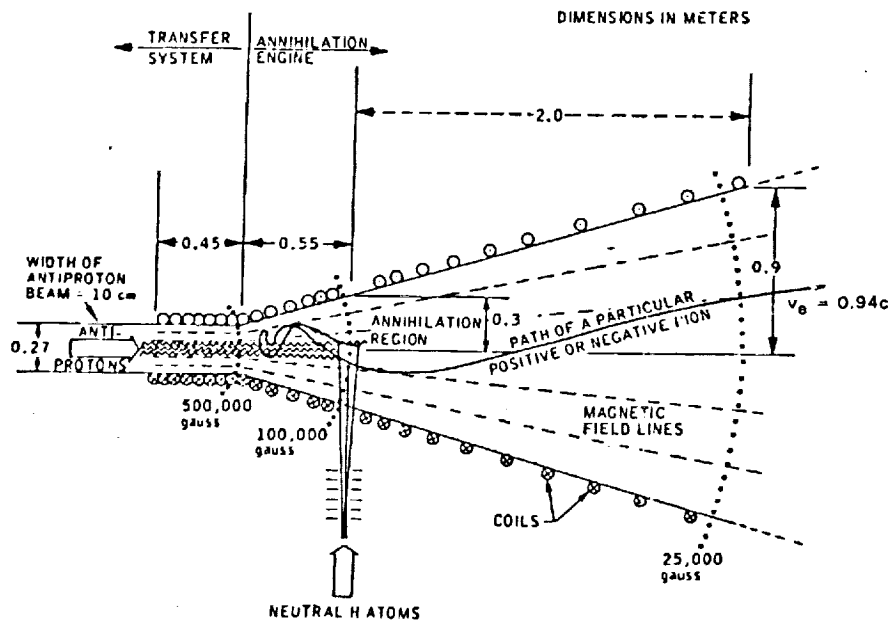 DIMENSIONS IN METERS
TRANSFER
SYSTEM
ANNIHILATION
ENGINE
2.0
0.45
0.55
WIDTH OF
ANTIPROTON
BEAM = 10 cm
0.9
ANTI-
0.27
PROTONS
ANNIHILATION
REGION
0.3
PATH OF A PARTICULAR
POSITIVE OR NEGATIVE PION
vₑ = 0.94c
500,000
gauss
100,000
gauss
MAGNETIC
FIELD LINES
COILS
25,000
gauss
NEUTRAL H ATOMS